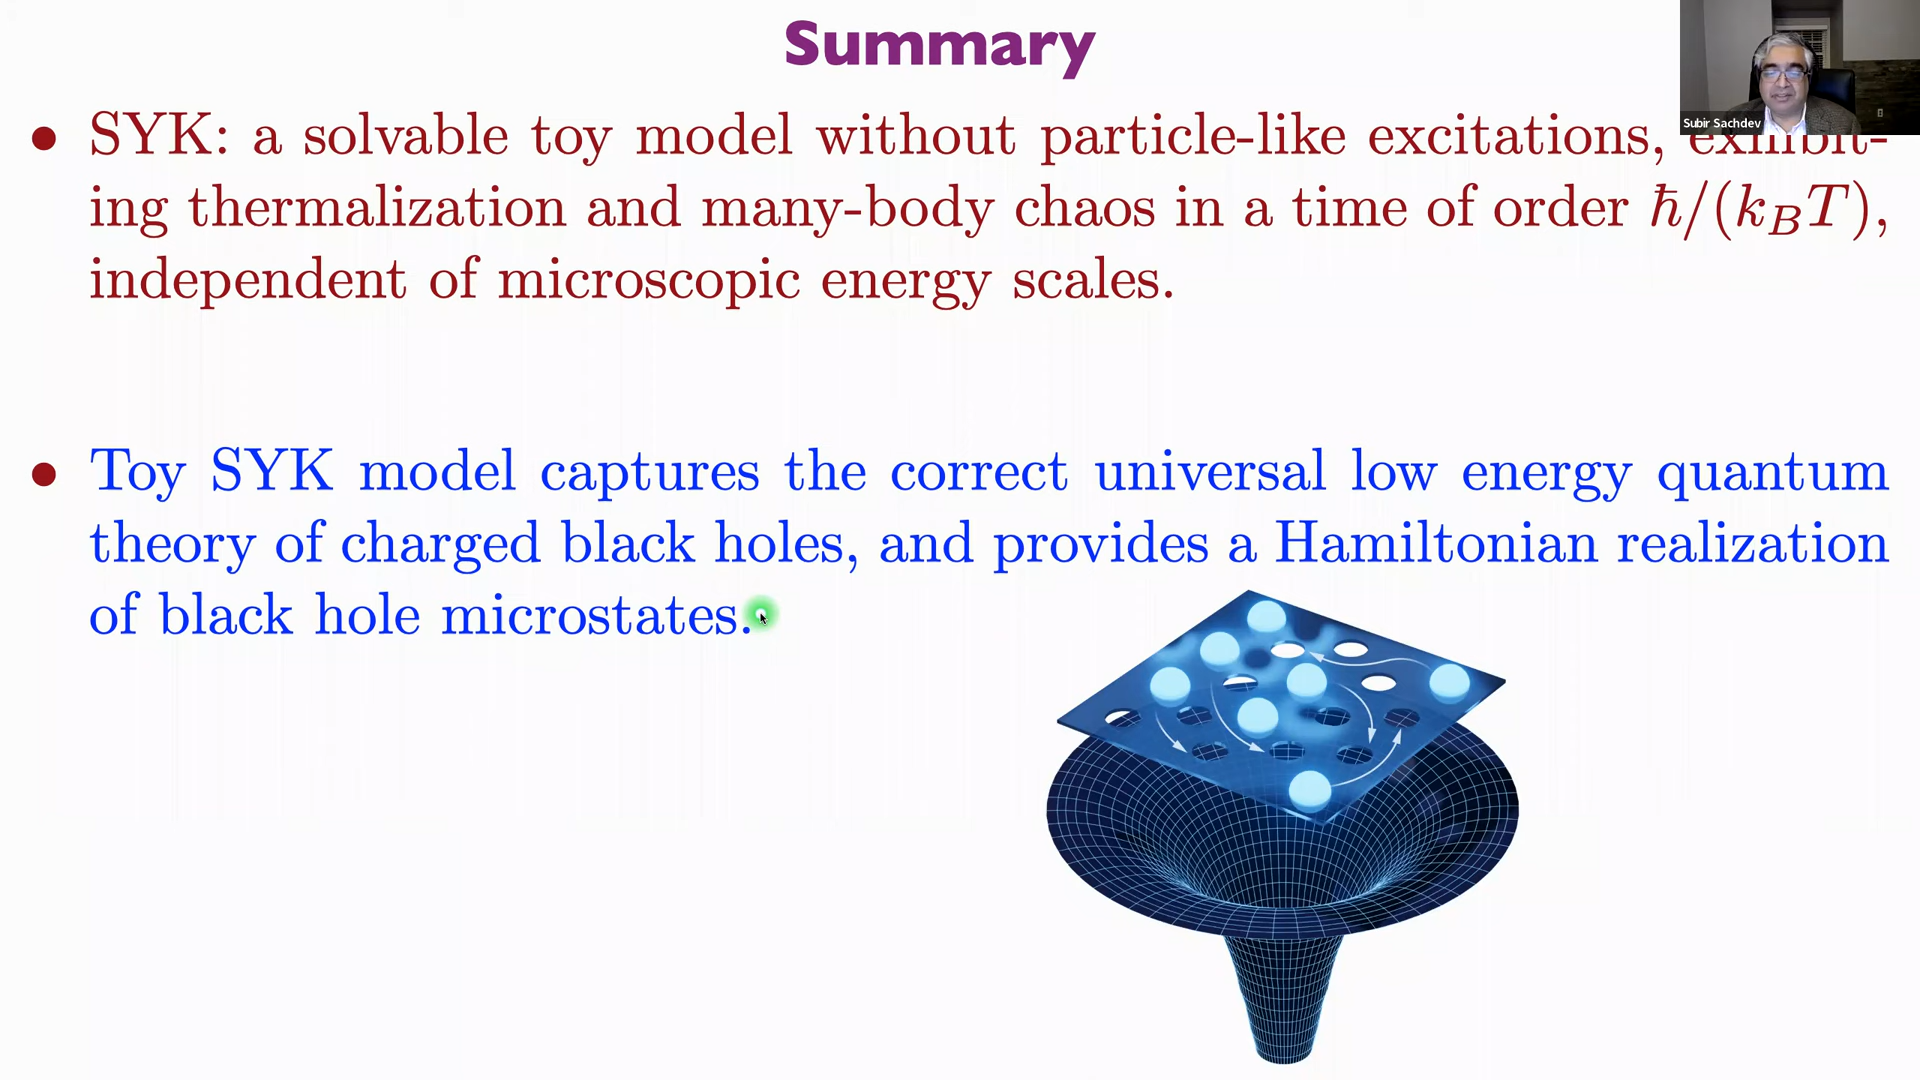 Summary
Subir Sachdev
• SYK: a solvable toy model without particle-like excitations, exhibit-
ing thermalization and many-body chaos in a time of order ħ/(k_BT),
independent of microscopic energy scales.
• Toy SYK model captures the correct universal low energy quantum
theory of charged black holes, and provides a Hamiltonian realization
of black hole microstates.